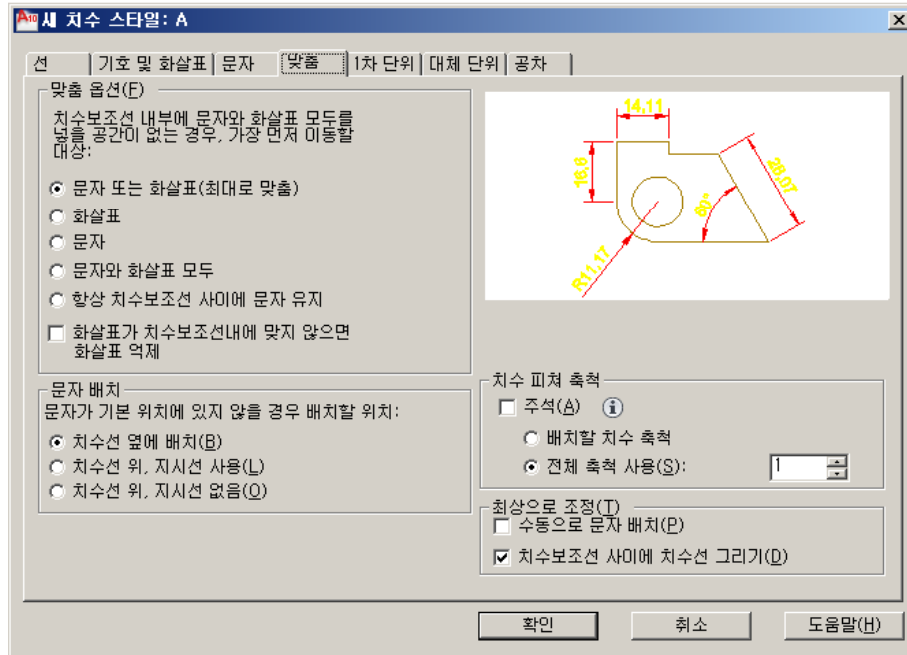 새 치수 스타일: A
선 기호 및 화살표 문자 맞춤 1차 단위 대체 단위 공차
맞춤 옵션(F)
치수보조선 내부에 문자와 화살표 모두를
넣을 공간이 없는 경우, 가장 먼저 이동할
대상:
문자 또는 화살표(최대로 맞춤)
화살표
문자
문자와 화살표 모두
항상 치수보조선 사이에 문자 유지
화살표가 치수보조선내에 맞지 않으면
화살표 억제
문자 배치
문자가 기본 위치에 있지 않을 경우 배치할 위치:
치수선 옆에 배치(B)
치수선 위, 지시선 사용(L)
치수선 위, 지시선 없음(O)
14,11
16,6
28,07
60°
R11,17
치수 피쳐 축척
주석(A)
배치할 치수 축척
전체 축척 사용(S): 1
최상으로 조정(T)
수동으로 문자 배치(P)
치수보조선 사이에 치수선 그리기(D)
확인 취소 도움말(H)